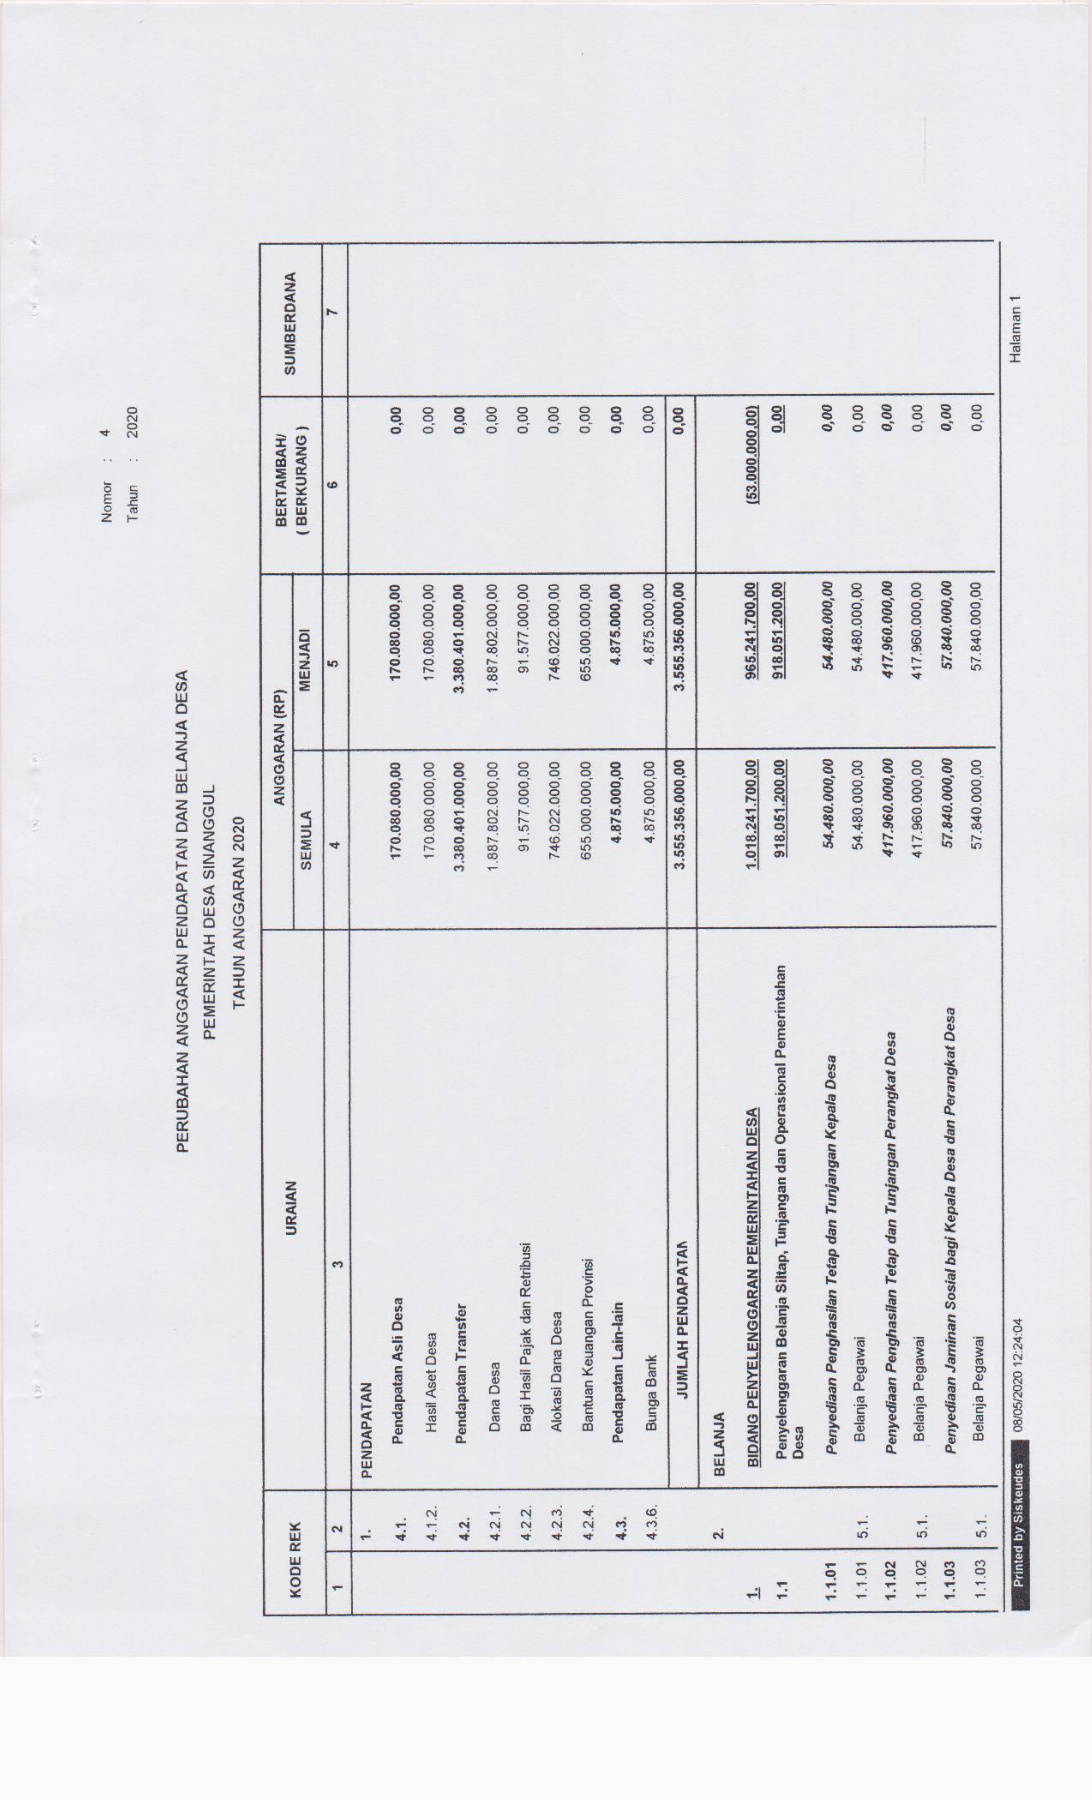 Nomor : 4
Tahun : 2020
PERUBAHAN ANGGARAN PENDAPATAN DAN BELANJA DESA
PEMERINTAH DESA SINANGGUL
TAHUN ANGGARAN 2020
KODE REK URAIAN ANGGARAN (RP) BERTAMBAH/ ( BERKURANG ) SUMBERDANA
SEMULA MENJADI
1 2 3 4 5 6 7
1. PENDAPATAN
4.1. Pendapatan Asli Desa 170.080.000,00 170.080.000,00 0,00
4.1.2. Hasil Aset Desa 170.080.000,00 170.080.000,00 0,00
4.2. Pendapatan Transfer 3.380.401.000,00 3.380.401.000,00 0,00
4.2.1. Dana Desa 1.887.802.000,00 1.887.802.000,00 0,00
4.2.2. Bagi Hasil Pajak dan Retribusi 91.577.000,00 91.577.000,00 0,00
4.2.3. Alokasi Dana Desa 746.022.000,00 746.022.000,00 0,00
4.2.4. Bantuan Keuangan Provinsi 655.000.000,00 655.000.000,00 0,00
4.3. Pendapatan Lain-lain 4.875.000,00 4.875.000,00 0,00
4.3.6. Bunga Bank 4.875.000,00 4.875.000,00 0,00
JUMLAH PENDAPATAN 3.555.356.000,00 3.555.356.000,00 0,00
2. BELANJA
1. BIDANG PENYELENGGARAN PEMERINTAHAN DESA 1.018.241.700,00 965.241.700,00 (53.000.000,00)
1.1 Penyelenggaran Belanja Siltap, Tunjangan dan Operasional Pemerintahan 918.051.200,00 918.051.200,00 0,00
Desa
1.1.01 Penyediaan Penghasilan Tetap dan Tunjangan Kepala Desa 54.480.000,00 54.480.000,00 0,00
1.1.01 5.1. Belanja Pegawai 54.480.000,00 54.480.000,00 0,00
1.1.02 Penyediaan Penghasilan Tetap dan Tunjangan Perangkat Desa 417.960.000,00 417.960.000,00 0,00
1.1.02 5.1. Belanja Pegawai 417.960.000,00 417.960.000,00 0,00
1.1.03 Penyediaan Jaminan Sosial bagi Kepala Desa dan Perangkat Desa 57.840.000,00 57.840.000,00 0,00
1.1.03 5.1. Belanja Pegawai 57.840.000,00 57.840.000,00 0,00
Printed by Siskeudes 08/05/2020 12:24:04 Halaman 1